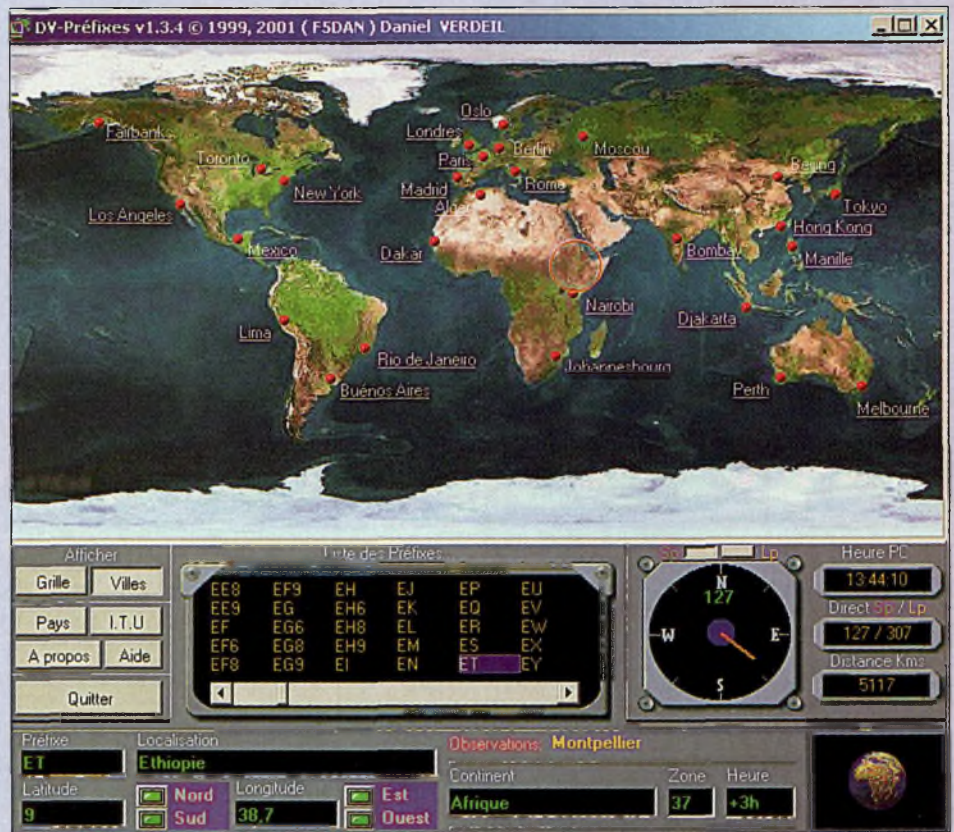 DV-Préfixes v1.3.4 © 1999, 2001 ( F5DAN ) Daniel VERDEIL
Oslo
Fairbanks
Londres
Berlin
Moscou
Toronto
Paris
Beijing
New York
Madrid
Roma
Alger
Tokyo
Los Angeles
Hong Kong
Mexico
Dakar
Bombay
Manille
Nairobi
Djakarta
Lima
Rio de Janeiro
Johannesbourg
Buénos Aires
Perth
Melbourne
Afficher
Liste des Préfixes...
Sp Lp
Heure PC
Grille Villes
EE8 EF9 EH EJ EP EU
EE9 EG EH6 EK EQ EV
EF EG6 EH8 EL ER EW
EF6 EG8 EH9 EM ES EX
EF8 EG9 EI EN ET EY
N
127
W E
S
13:44:10
Direct Sp / Lp
127 / 307
Distance Kms
5117
Pays I.T.U
A propos Aide
Quitter
Préfixe Localisation
ET Ethiopie
Observations: Montpellier
Latitude Longitude
9 Nord Sud 38,7 Est Ouest
Continent Zone Heure
Afrique 37 +3h